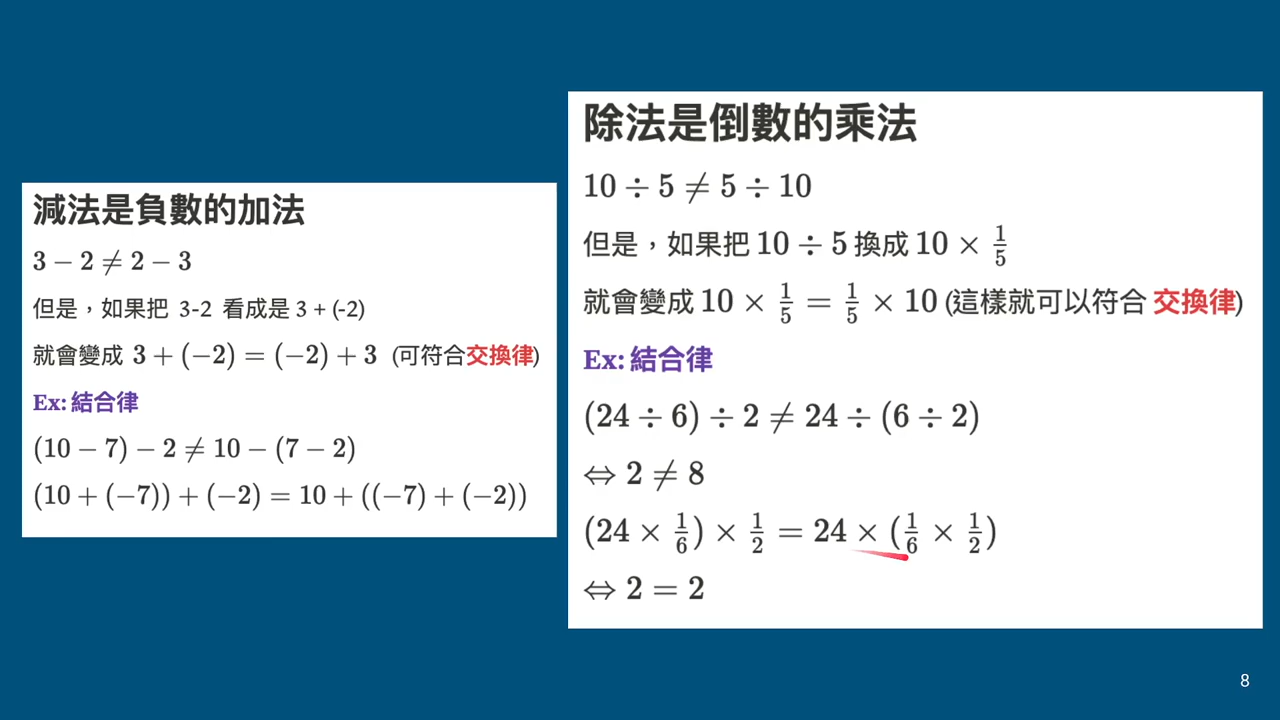 減法是負數的加法
3 − 2 ≠ 2 − 3
但是，如果把 3-2 看成是 3 + (-2)
就會變成 3 + (−2) = (−2) + 3 (可符合交換律)
Ex: 結合律
(10 − 7) − 2 ≠ 10 − (7 − 2)
(10 + (−7)) + (−2) = 10 + ((−7) + (−2))
除法是倒數的乘法
10 ÷ 5 ≠ 5 ÷ 10
但是，如果把 10 ÷ 5 換成 10 × 1/5
就會變成 10 × 1/5 = 1/5 × 10 (這樣就可以符合 交換律)
Ex: 結合律
(24 ÷ 6) ÷ 2 ≠ 24 ÷ (6 ÷ 2)
⇔ 2 ≠ 8
(24 × 1/6) × 1/2 = 24 × (1/6 × 1/2)
⇔ 2 = 2
8